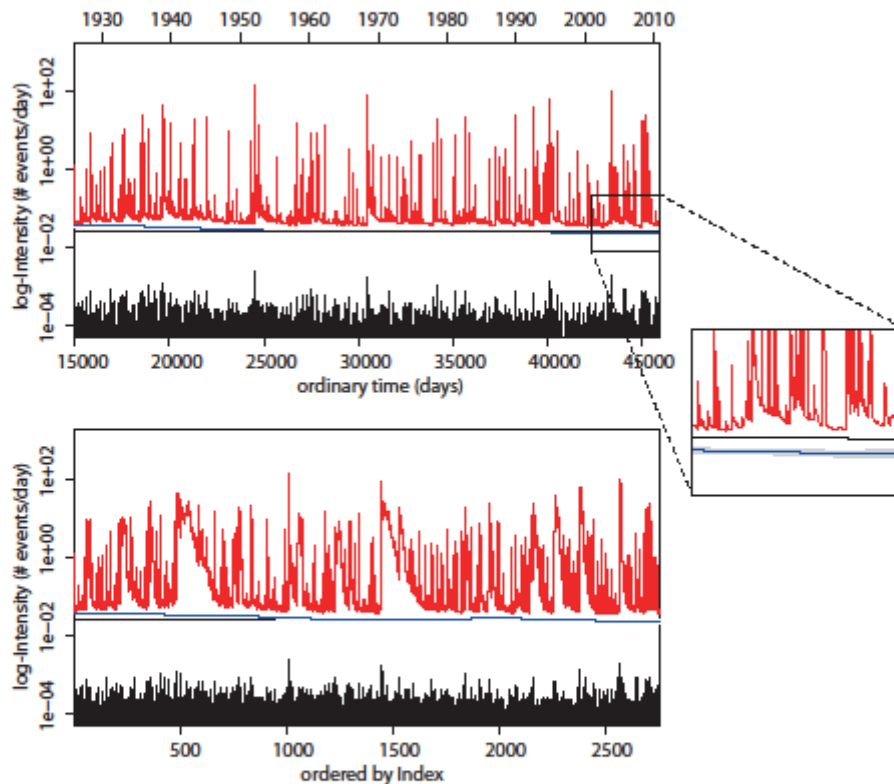 1930 1940 1950 1960 1970 1980 1990 2000 2010
log-Intensity (# events/day)
1e+02
1e+00
1e-02
1e-04
15000 20000 25000 30000 35000 40000 45000
ordinary time (days)
log-Intensity (# events/day)
1e+02
1e+00
1e-02
1e-04
500 1000 1500 2000 2500
ordered by Index